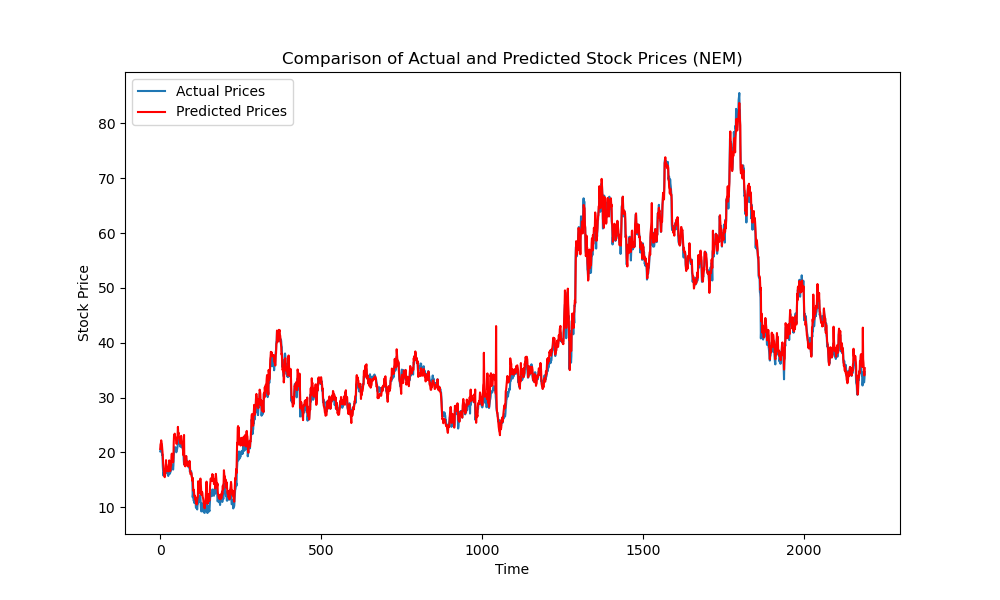 Comparison of Actual and Predicted Stock Prices (NEM)
Actual Prices
Predicted Prices
80
70
60
50
40
30
20
10
Stock Price
0 500 1000 1500 2000
Time